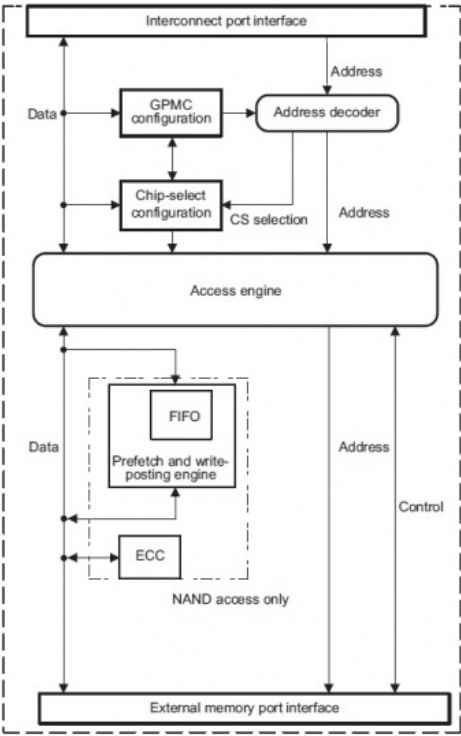 Interconnect port interface
Address
Data
GPMC
configuration
Address decoder
Chip-select
configuration
CS selection
Address
Access engine
FIFO
Prefetch and write-
posting engine
Data
Address
Control
ECC
NAND access only
External memory port interface